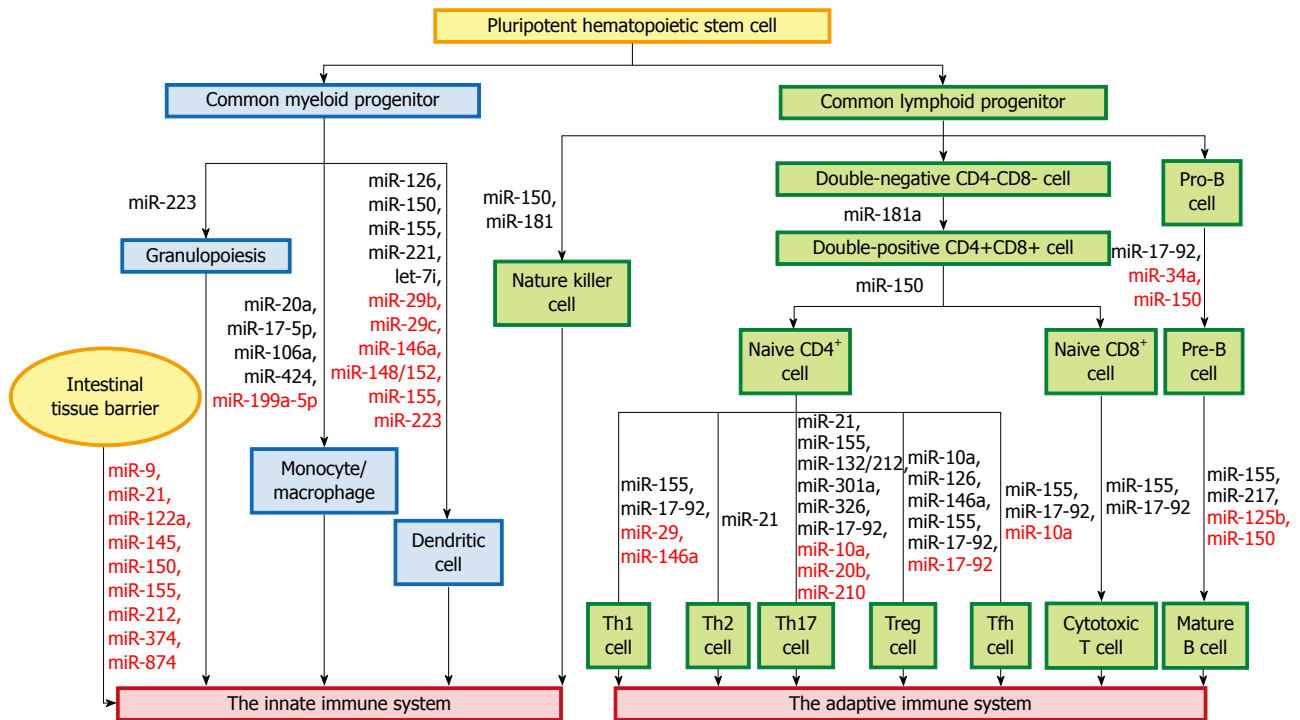 Pluripotent hematopoietic stem cell
Common myeloid progenitor
Common lymphoid progenitor
miR-223
Granulopoiesis
miR-20a,
miR-17-5p,
miR-106a,
miR-424,
miR-199a-5p
Monocyte/
macrophage
miR-126,
miR-150,
miR-155,
miR-221,
let-7i,
miR-29b,
miR-29c,
miR-146a,
miR-148/152,
miR-155,
miR-223
Dendritic
cell
miR-150,
miR-181
Nature killer
cell
Double-negative CD4-CD8- cell
miR-181a
Double-positive CD4+CD8+ cell
miR-150
Pro-B
cell
miR-17-92,
miR-34a,
miR-150
Naive CD4+
cell
Naive CD8+
cell
Pre-B
cell
Intestinal
tissue barrier
miR-9,
miR-21,
miR-122a,
miR-145,
miR-150,
miR-155,
miR-212,
miR-374,
miR-874
miR-155,
miR-17-92,
miR-29,
miR-146a
miR-21
miR-21,
miR-155,
miR-132/212,
miR-301a,
miR-326,
miR-17-92,
miR-10a,
miR-20b,
miR-210
miR-10a,
miR-126,
miR-146a,
miR-155,
miR-17-92,
miR-17-92
miR-155,
miR-17-92,
miR-10a
miR-155,
miR-17-92
miR-155,
miR-217,
miR-125b,
miR-150
Th1
cell
Th2
cell
Th17
cell
Treg
cell
Tfh
cell
Cytotoxic
T cell
Mature
B cell
The innate immune system
The adaptive immune system